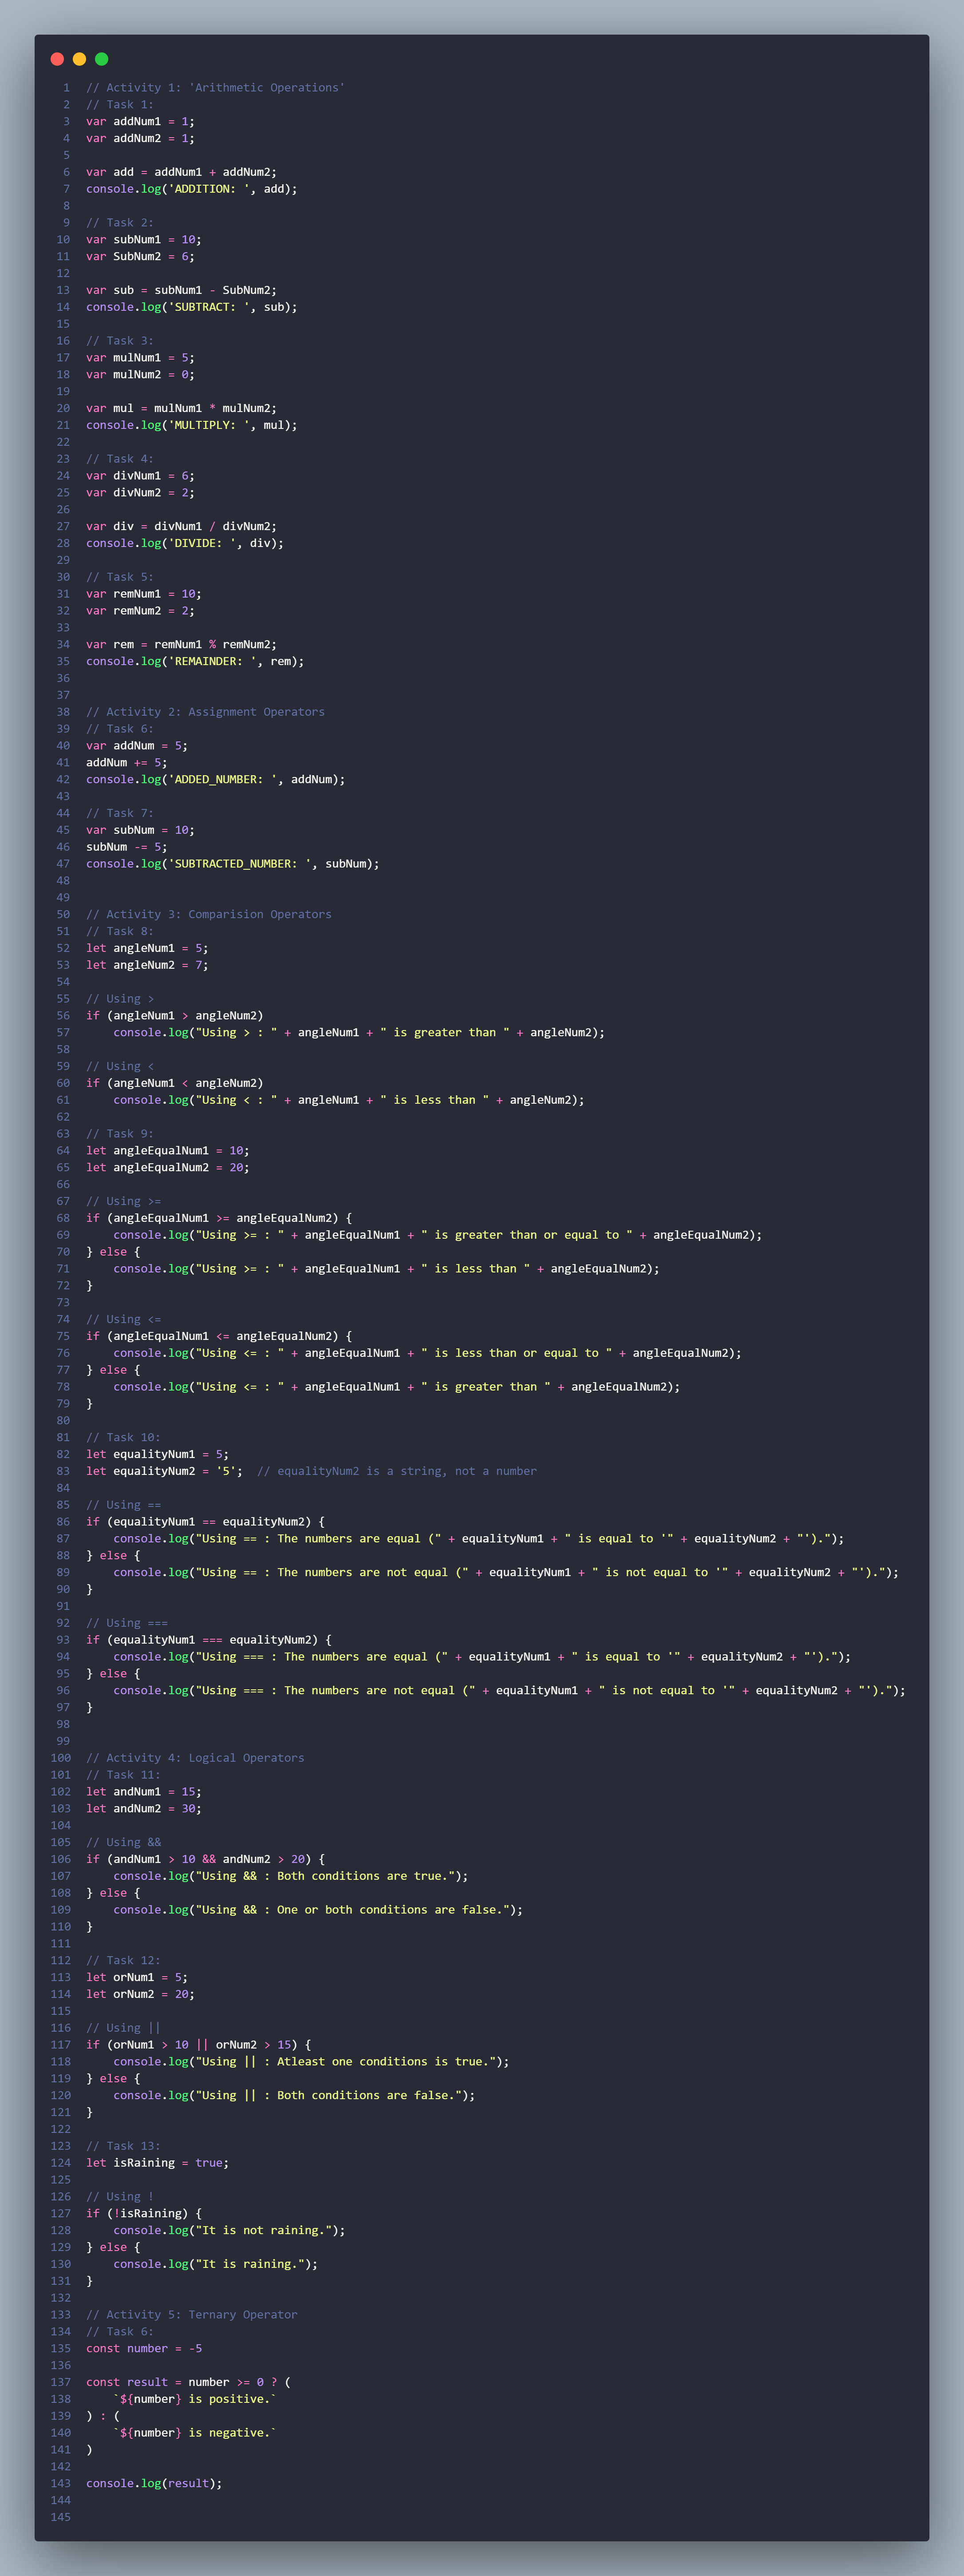 1 // Activity 1: 'Arithmetic Operations'
2 // Task 1:
3 var addNum1 = 1;
4 var addNum2 = 1;
5
6 var add = addNum1 + addNum2;
7 console.log('ADDITION: ', add);
8
9 // Task 2:
10 var subNum1 = 10;
11 var SubNum2 = 6;
12
13 var sub = subNum1 - SubNum2;
14 console.log('SUBTRACT: ', sub);
15
16 // Task 3:
17 var mulNum1 = 5;
18 var mulNum2 = 0;
19
20 var mul = mulNum1 * mulNum2;
21 console.log('MULTIPLY: ', mul);
22
23 // Task 4:
24 var divNum1 = 6;
25 var divNum2 = 2;
26
27 var div = divNum1 / divNum2;
28 console.log('DIVIDE: ', div);
29
30 // Task 5:
31 var remNum1 = 10;
32 var remNum2 = 2;
33
34 var rem = remNum1 % remNum2;
35 console.log('REMAINDER: ', rem);
36
37
38 // Activity 2: Assignment Operators
39 // Task 6:
40 var addNum = 5;
41 addNum += 5;
42 console.log('ADDED_NUMBER: ', addNum);
43
44 // Task 7:
45 var subNum = 10;
46 subNum -= 5;
47 console.log('SUBTRACTED_NUMBER: ', subNum);
48
49
50 // Activity 3: Comparision Operators
51 // Task 8:
52 let angleNum1 = 5;
53 let angleNum2 = 7;
54
55 // Using >
56 if (angleNum1 > angleNum2)
57     console.log("Using > : " + angleNum1 + " is greater than " + angleNum2);
58
59 // Using <
60 if (angleNum1 < angleNum2)
61     console.log("Using < : " + angleNum1 + " is less than " + angleNum2);
62
63 // Task 9:
64 let angleEqualNum1 = 10;
65 let angleEqualNum2 = 20;
66
67 // Using >=
68 if (angleEqualNum1 >= angleEqualNum2) {
69     console.log("Using >= : " + angleEqualNum1 + " is greater than or equal to " + angleEqualNum2);
70 } else {
71     console.log("Using >= : " + angleEqualNum1 + " is less than " + angleEqualNum2);
72 }
73
74 // Using <=
75 if (angleEqualNum1 <= angleEqualNum2) {
76     console.log("Using <= : " + angleEqualNum1 + " is less than or equal to " + angleEqualNum2);
77 } else {
78     console.log("Using <= : " + angleEqualNum1 + " is greater than " + angleEqualNum2);
79 }
80
81 // Task 10:
82 let equalityNum1 = 5;
83 let equalityNum2 = '5';  // equalityNum2 is a string, not a number
84
85 // Using ==
86 if (equalityNum1 == equalityNum2) {
87     console.log("Using == : The numbers are equal (" + equalityNum1 + " is equal to '" + equalityNum2 + "').");
88 } else {
89     console.log("Using == : The numbers are not equal (" + equalityNum1 + " is not equal to '" + equalityNum2 + "').");
90 }
91
92 // Using ===
93 if (equalityNum1 === equalityNum2) {
94     console.log("Using === : The numbers are equal (" + equalityNum1 + " is equal to '" + equalityNum2 + "').");
95 } else {
96     console.log("Using === : The numbers are not equal (" + equalityNum1 + " is not equal to '" + equalityNum2 + "').");
97 }
98
99
100 // Activity 4: Logical Operators
101 // Task 11:
102 let andNum1 = 15;
103 let andNum2 = 30;
104
105 // Using &&
106 if (andNum1 > 10 && andNum2 > 20) {
107     console.log("Using && : Both conditions are true.");
108 } else {
109     console.log("Using && : One or both conditions are false.");
110 }
111
112 // Task 12:
113 let orNum1 = 5;
114 let orNum2 = 20;
115
116 // Using ||
117 if (orNum1 > 10 || orNum2 > 15) {
118     console.log("Using || : Atleast one conditions is true.");
119 } else {
120     console.log("Using || : Both conditions are false.");
121 }
122
123 // Task 13:
124 let isRaining = true;
125
126 // Using !
127 if (!isRaining) {
128     console.log("It is not raining.");
129 } else {
130     console.log("It is raining.");
131 }
132
133 // Activity 5: Ternary Operator
134 // Task 6:
135 const number = -5
136
137 const result = number >= 0 ? (
138     `${number} is positive.`
139 ) : (
140     `${number} is negative.`
141 )
142
143 console.log(result);
144
145